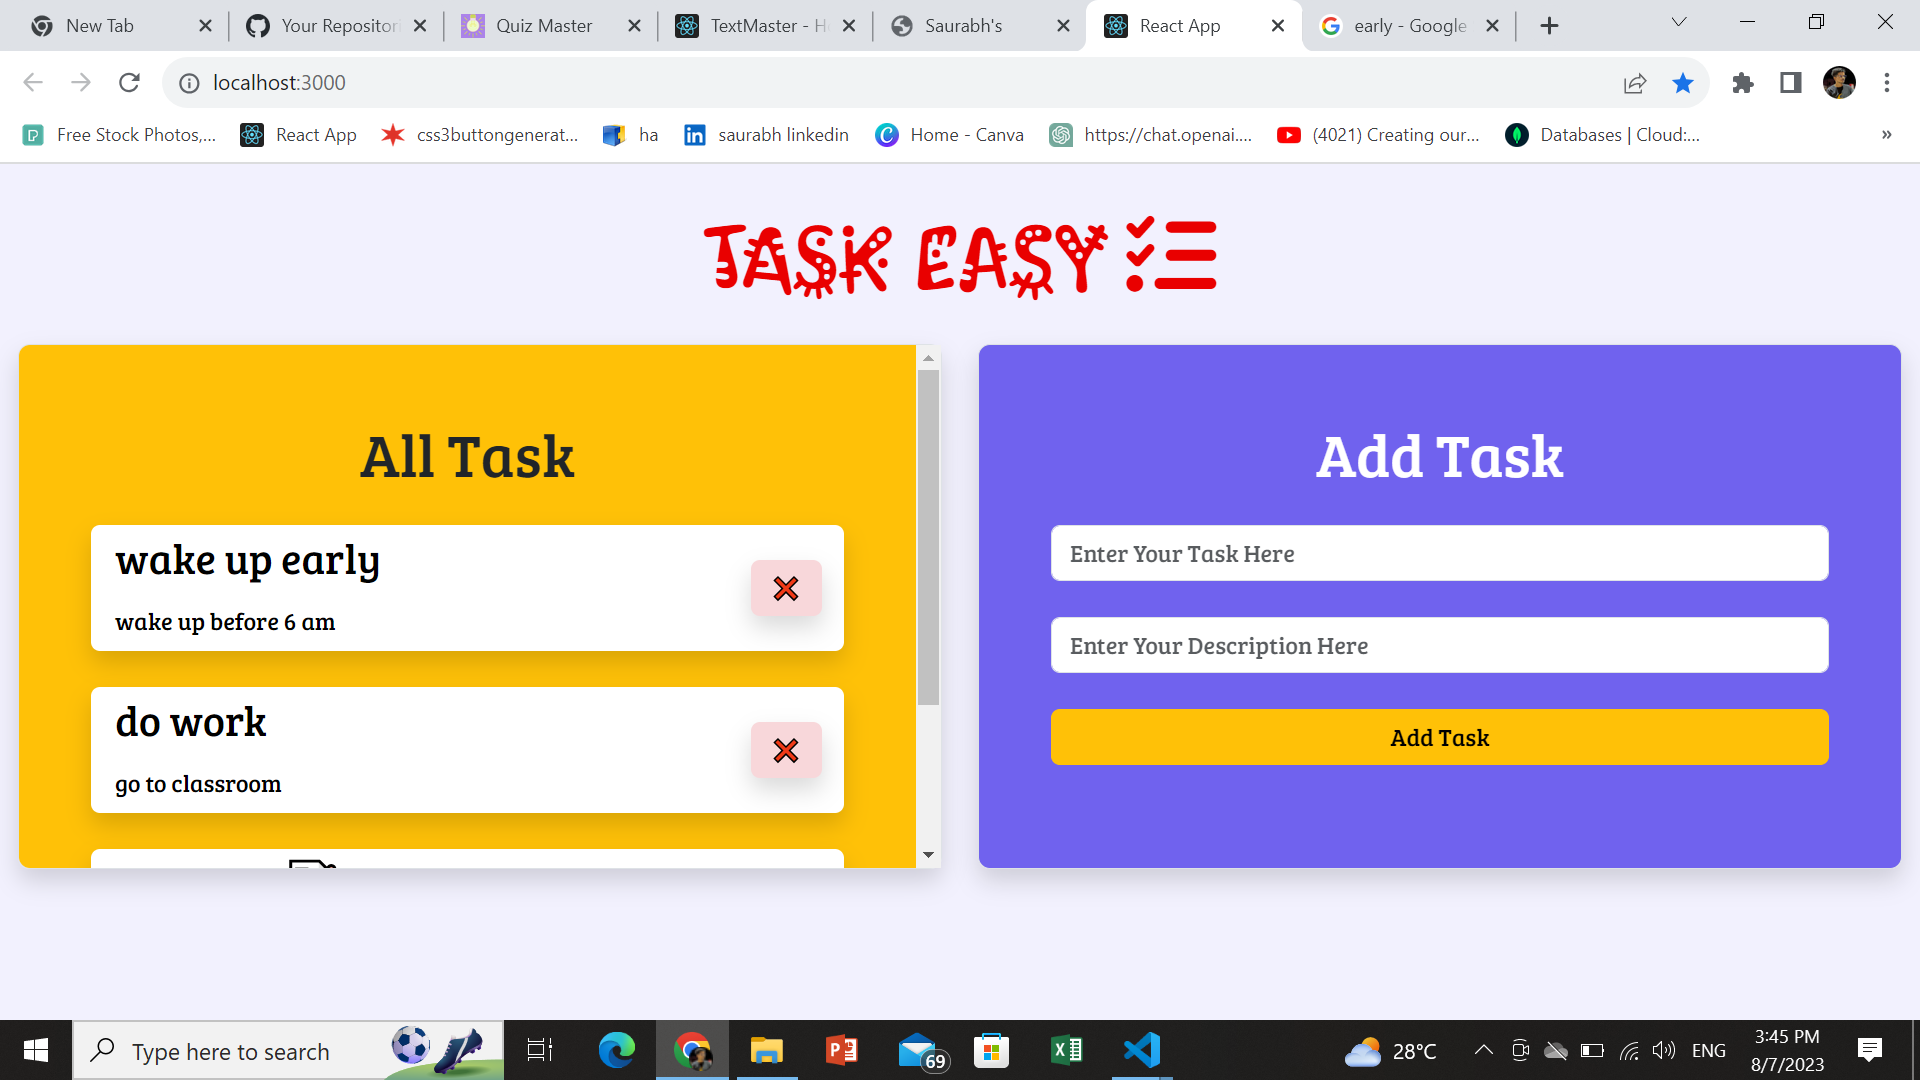 New Tab
Your Repositori
Quiz Master
TextMaster - H
Saurabh's
React App
early - Google
localhost:3000
Free Stock Photos,...
React App
css3buttongenerat...
ha
saurabh linkedin
Home - Canva
https://chat.openai....
(4021) Creating our...
Databases | Cloud:...
»
TASK EASY
All Task
wake up early
wake up before 6 am
do work
go to classroom
Add Task
Enter Your Task Here
Enter Your Description Here
Add Task
Type here to search
69
28°C
ENG
3:45 PM
8/7/2023